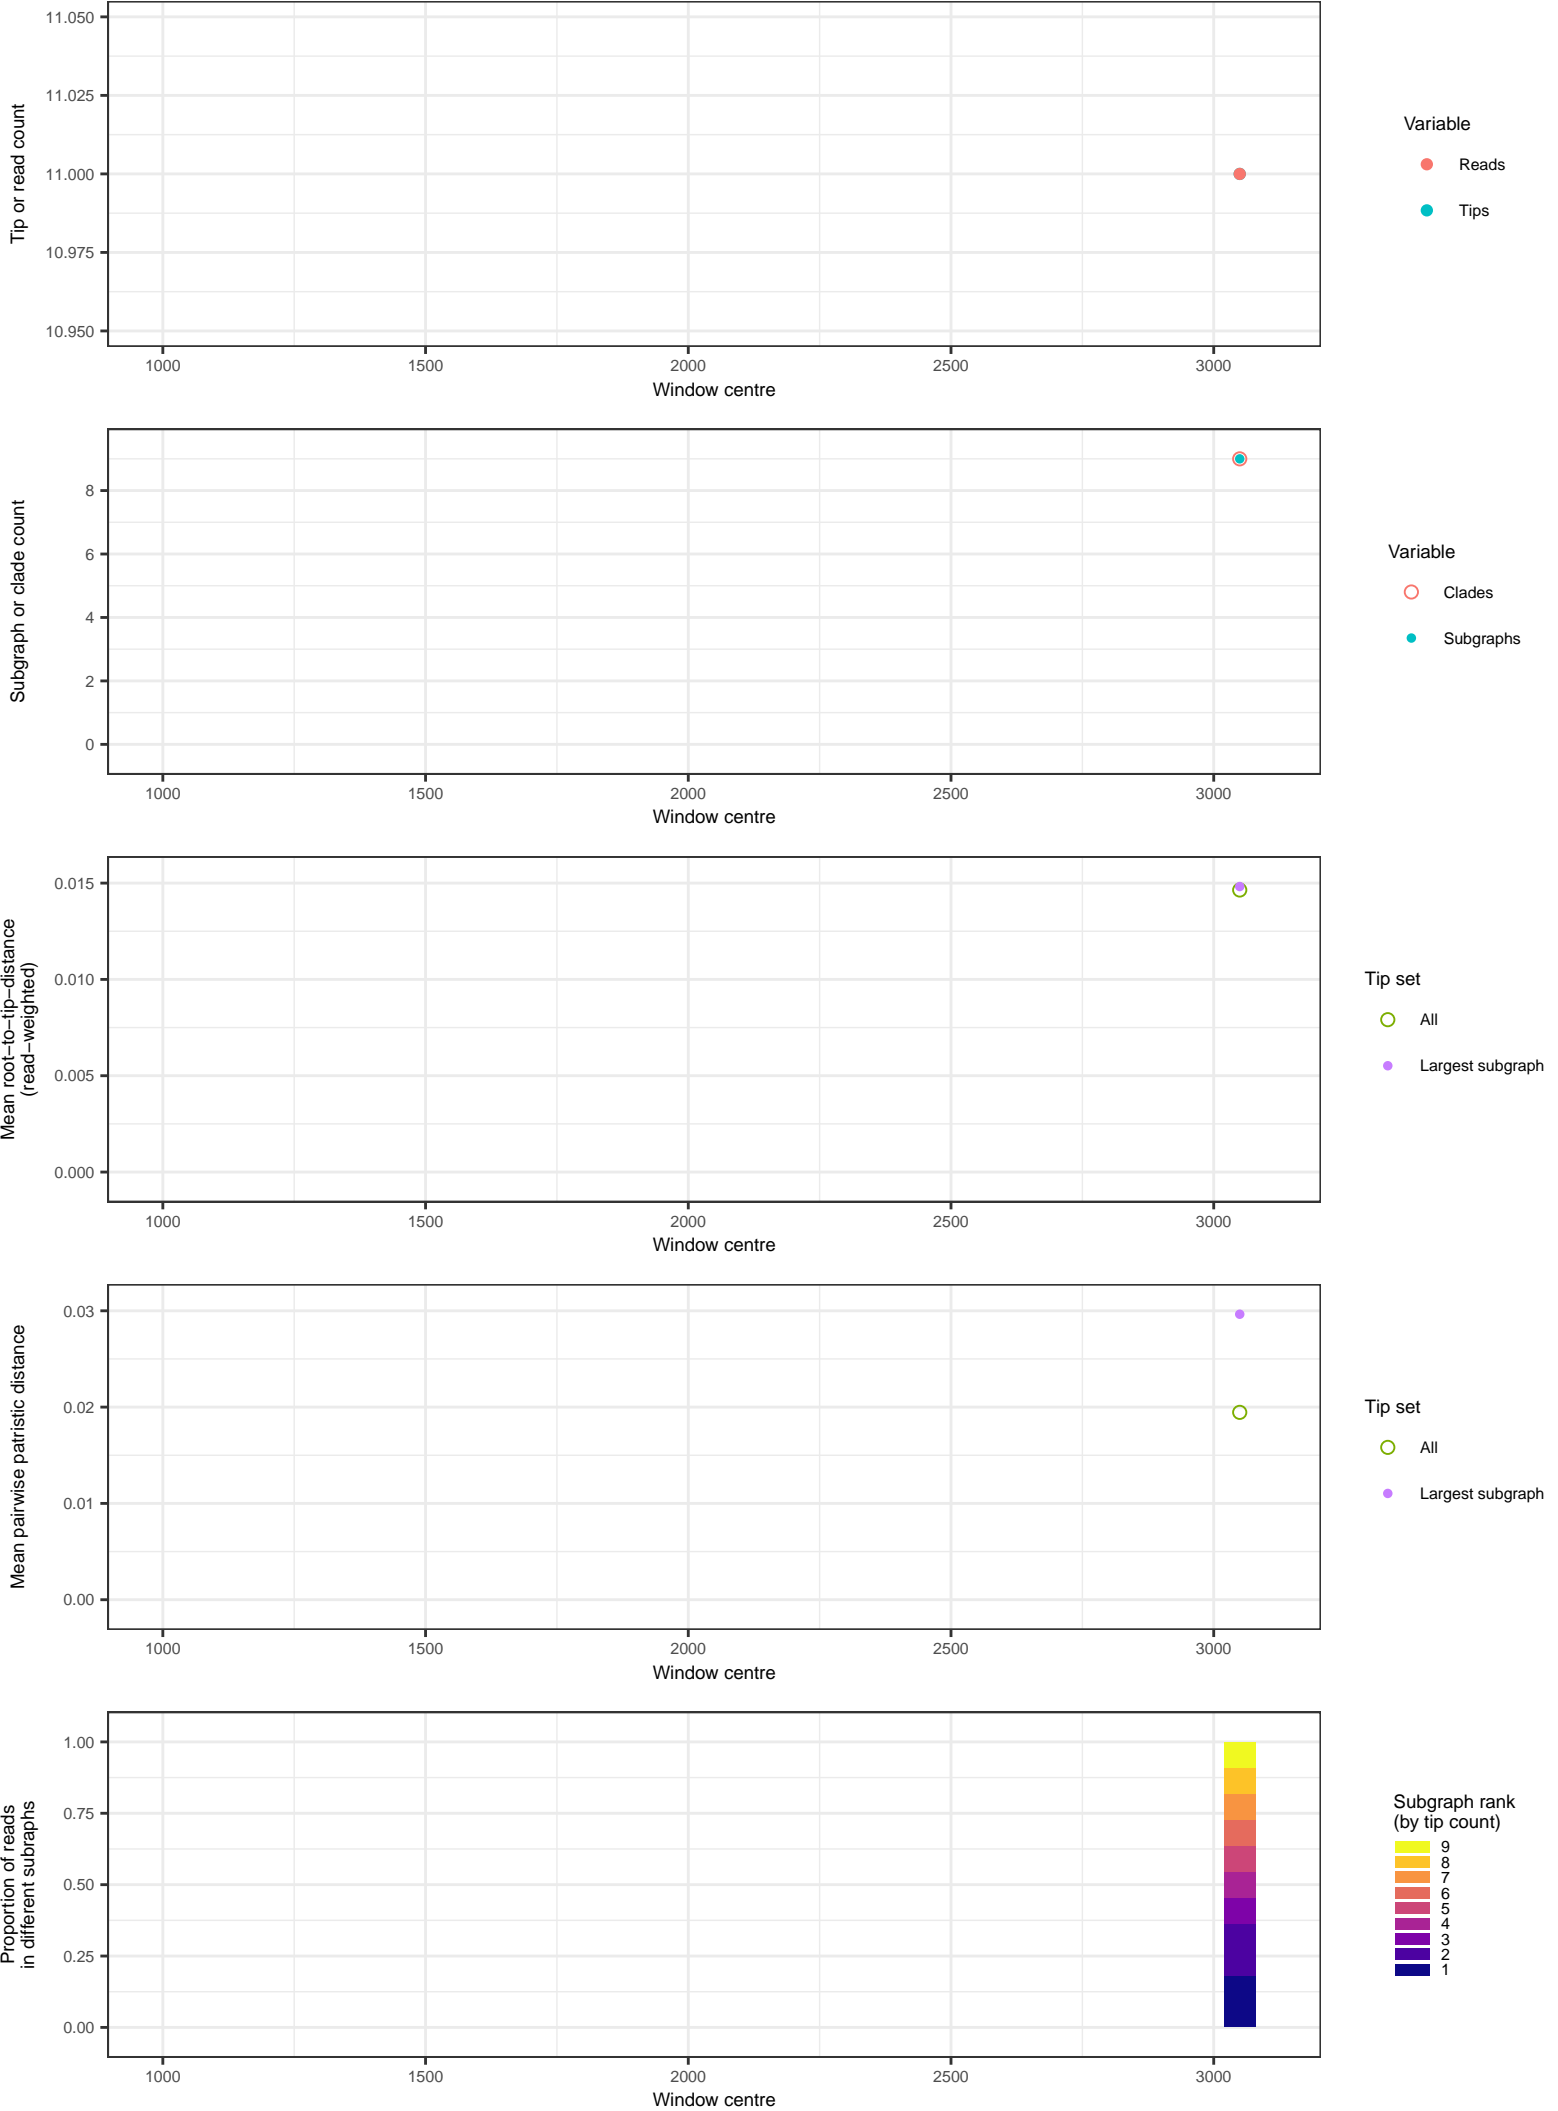 11.050
11.025
11.000
10.975
10.950
Tip or read count
1000 1500 2000 2500 3000
Window centre
Variable
Reads
Tips
8
6
4
2
0
Subgraph or clade count
1000 1500 2000 2500 3000
Window centre
Variable
Clades
Subgraphs
0.015
0.010
0.005
0.000
Mean root−to−tip−distance
(read−weighted)
1000 1500 2000 2500 3000
Window centre
Tip set
All
Largest subgraph
0.03
0.02
0.01
0.00
Mean pairwise patristic distance
1000 1500 2000 2500 3000
Window centre
Tip set
All
Largest subgraph
1.00
0.75
0.50
0.25
0.00
Proportion of reads
in different subraphs
1000 1500 2000 2500 3000
Window centre
Subgraph rank
(by tip count)
9
8
7
6
5
4
3
2
1